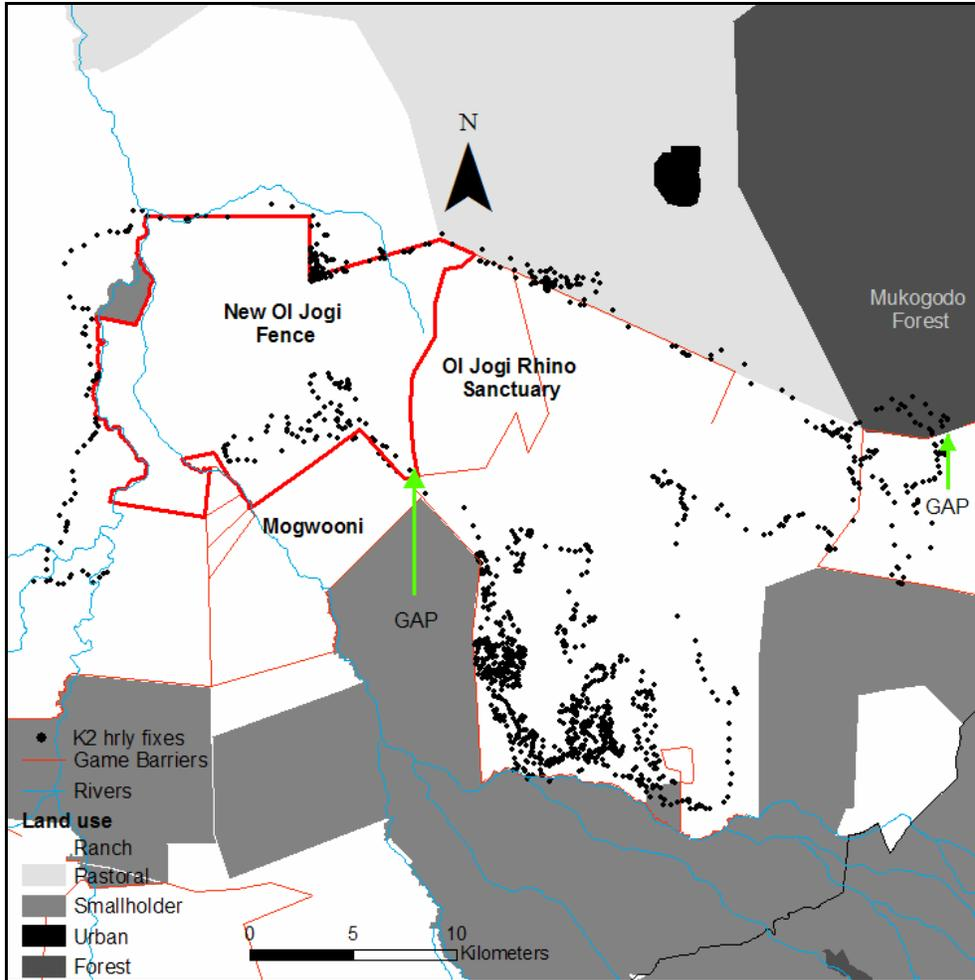 N
Mukogodo
Forest
New Ol Jogi
Fence
Ol Jogi Rhino
Sanctuary
GAP
Mogwooni
GAP
K2 hrly fixes
Game Barriers
Rivers
Land use
Ranch
Pastoral
Smallholder
Urban
Forest
0 5 10
Kilometers